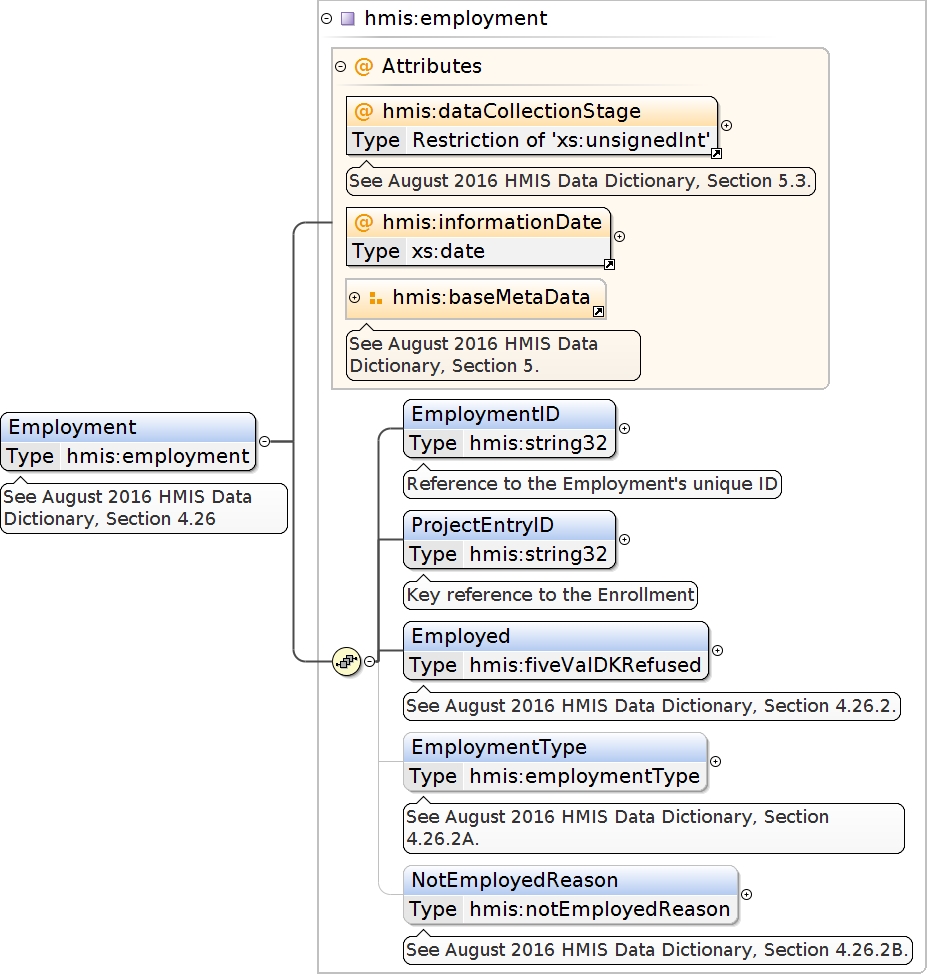 hmis:employment
@ Attributes
@ hmis:dataCollectionStage
Type Restriction of 'xs:unsignedInt'
See August 2016 HMIS Data Dictionary, Section 5.3.
@ hmis:informationDate
Type xs:date
hmis:baseMetaData
See August 2016 HMIS Data
Dictionary, Section 5.
Employment
Type hmis:employment
See August 2016 HMIS Data
Dictionary, Section 4.26
EmploymentID
Type hmis:string32
Reference to the Employment's unique ID
ProjectEntryID
Type hmis:string32
Key reference to the Enrollment
Employed
Type hmis:fiveValDKRefused
See August 2016 HMIS Data Dictionary, Section 4.26.2.
EmploymentType
Type hmis:employmentType
See August 2016 HMIS Data Dictionary, Section
4.26.2A.
NotEmployedReason
Type hmis:notEmployedReason
See August 2016 HMIS Data Dictionary, Section 4.26.2B.